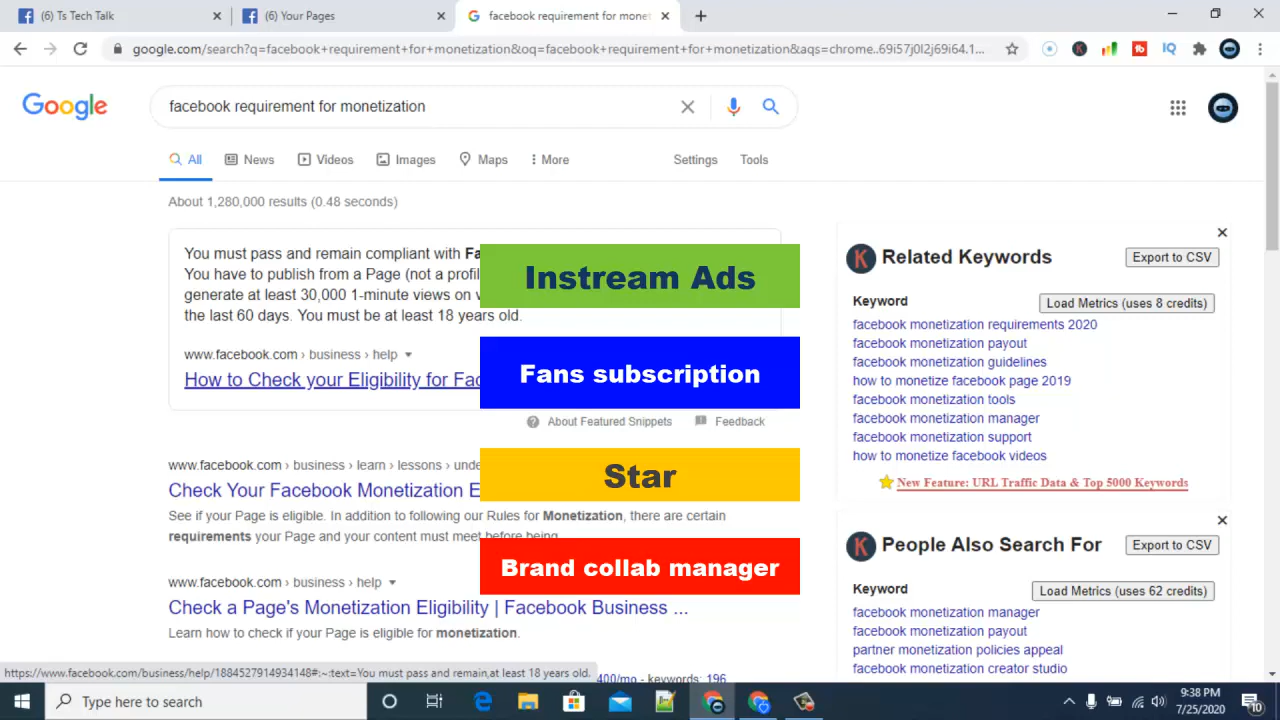 (6) Ts Tech Talk
(6) Your Pages
facebook requirement for monet
google.com/search?q=facebook+requirement+for+monetization&oq=facebook+requirement+for+monetization&aqs=chrome..69i57j0l2j69i64.1...
IQ
Google
facebook requirement for monetization
All
News
Videos
Images
Maps
More
Settings
Tools
About 1,280,000 results (0.48 seconds)
You must pass and remain compliant with Fa
You have to publish from a Page (not a profil
generate at least 30,000 1-minute views on v
the last 60 days. You must be at least 18 years old.
www.facebook.com › business › help
How to Check your Eligibility for Fac
About Featured Snippets
Feedback
Instream Ads
Fans subscription
Star
Brand collab manager
www.facebook.com › business › learn › lessons › unde
Check Your Facebook Monetization E
See if your Page is eligible. In addition to following our Rules for Monetization, there are certain
requirements your Page and your content must meet before being
www.facebook.com › business › help
Check a Page's Monetization Eligibility | Facebook Business ...
Learn how to check if your Page is eligible for monetization.
400/mo - keywords: 196
K
Related Keywords
Export to CSV
Keyword
Load Metrics (uses 8 credits)
facebook monetization requirements 2020
facebook monetization payout
facebook monetization guidelines
how to monetize facebook page 2019
facebook monetization tools
facebook monetization manager
facebook monetization support
how to monetize facebook videos
New Feature: URL Traffic Data & Top 5000 Keywords
K
People Also Search For
Export to CSV
Keyword
Load Metrics (uses 62 credits)
facebook monetization manager
facebook monetization payout
partner monetization policies appeal
facebook monetization creator studio
https://www.facebook.com/business/help/1884527914934148#:~:text=You must pass and remain,at least 18 years old.
Type here to search
9:38 PM
7/25/2020
10